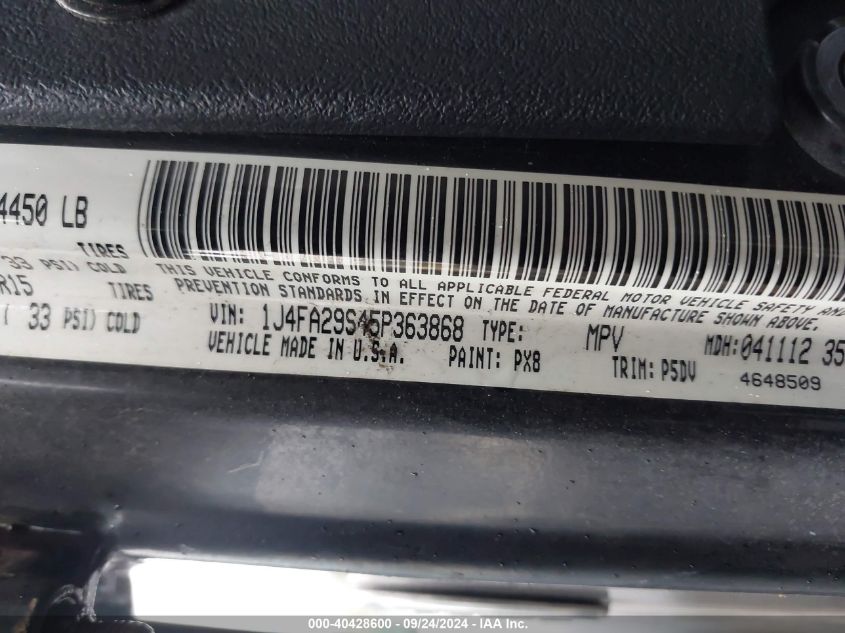 4450 LB
TIRES
33 PSI) COLD
R15 TIRES
( 33 PSI) COLD
THIS VEHICLE CONFORMS TO ALL APPLICABLE FEDERAL MOTOR VEHICLE SAFETY AND
PREVENTION STANDARDS IN EFFECT ON THE DATE OF MANUFACTURE SHOWN ABOVE.
VIN: 1J4FA29S45P363868 TYPE: MPV MDH:041112 35
VEHICLE MADE IN U.S.A. PAINT: PX8 TRIM: P5DV 4648509
000-40428600 - 09/24/2024 - IAAI Inc.